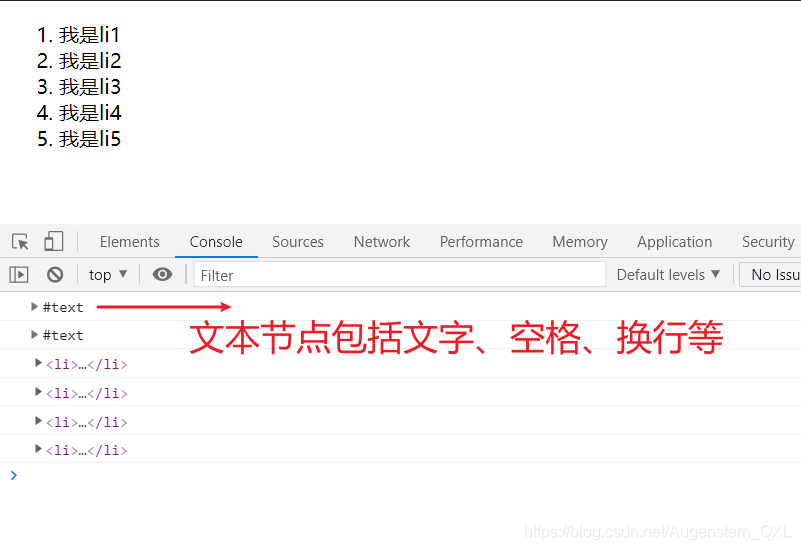 1. 我是li1
2. 我是li2
3. 我是li3
4. 我是li4
5. 我是li5
Elements Console Sources Network Performance Memory Application Security
top ▼ Filter Default levels ▼ No Issu
▶ #text
文本节点包括文字、空格、换行等
▶ #text
▶ <li>…</li>
▶ <li>…</li>
▶ <li>…</li>
▶ <li>…</li>
https://blog.csdn.net/Augenstern_QXL